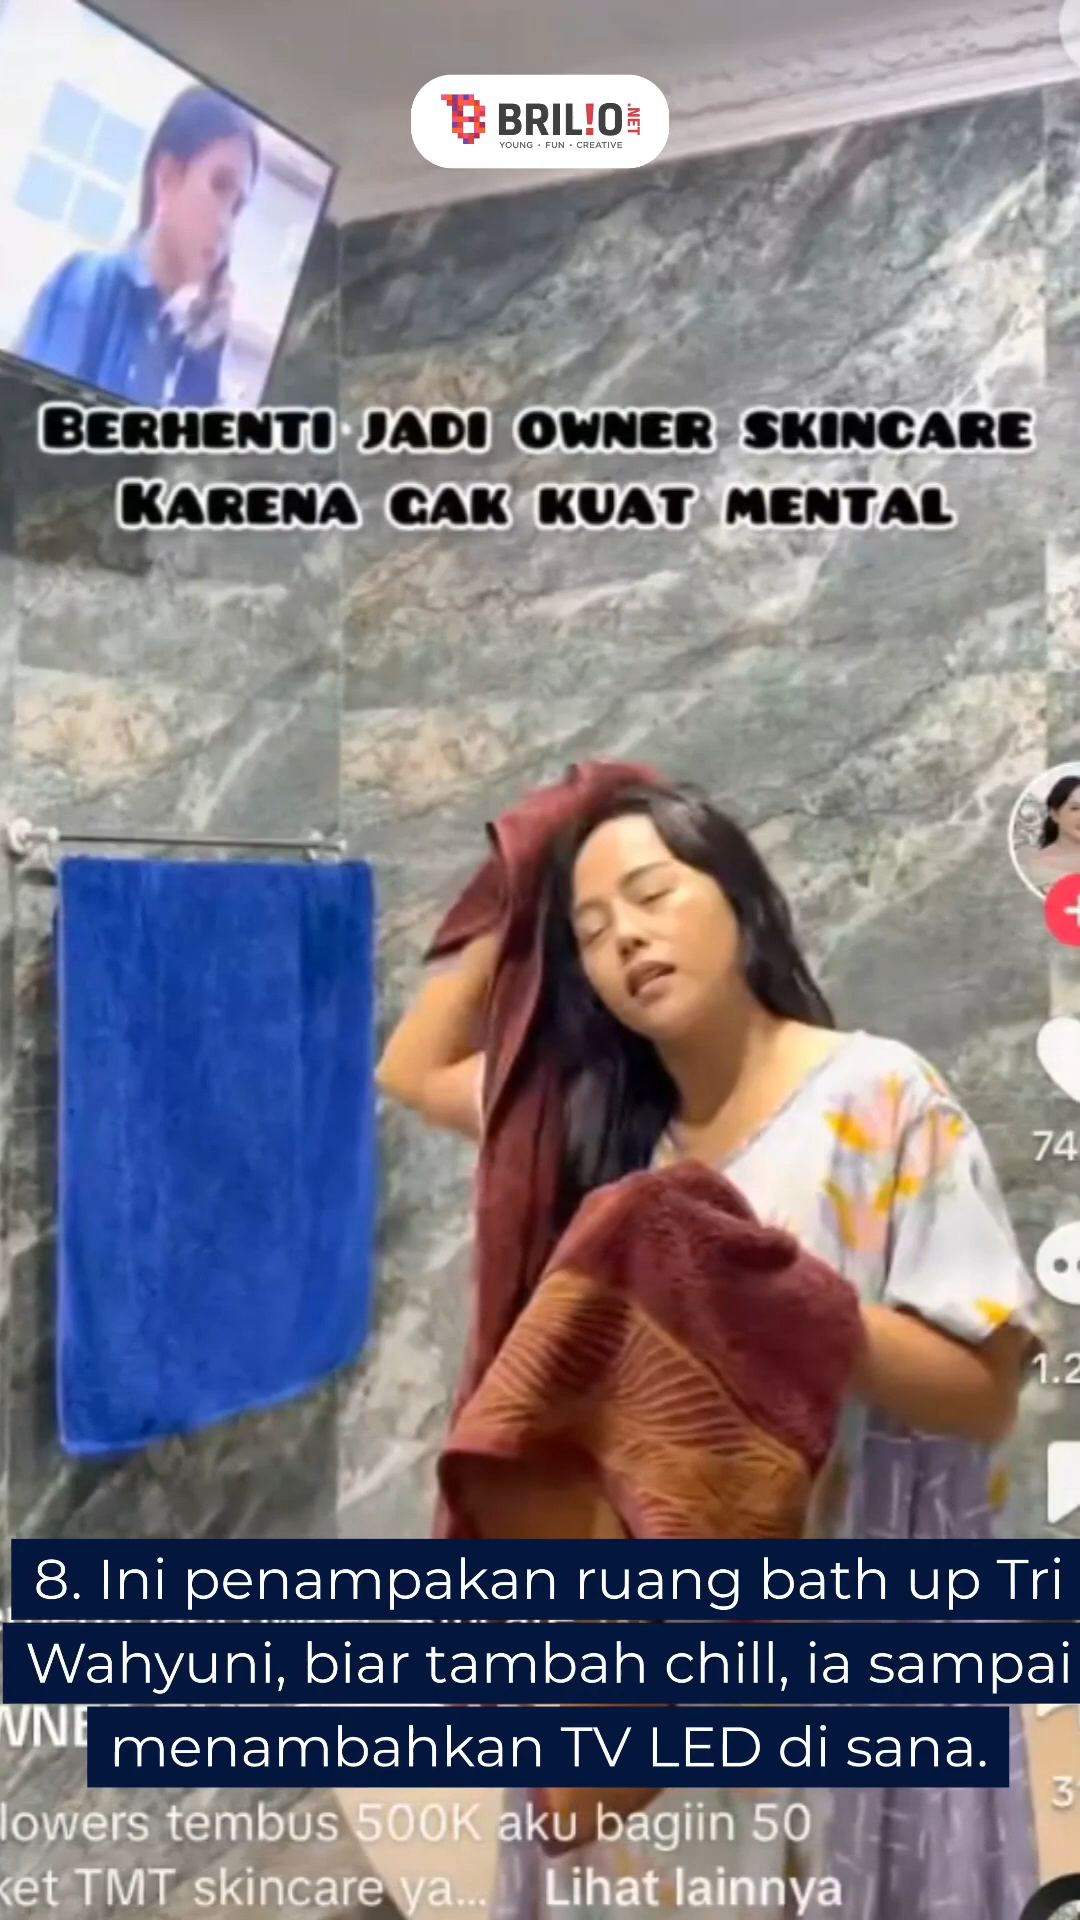 BRIL!O.NET
YOUNG • FUN • CREATIVE
BERHENTI JADI OWNER SKINCARE
KARENA GAK KUAT MENTAL
74
1.2
8. Ini penampakan ruang bath up Tri
Wahyuni, biar tambah chill, ia sampai
menambahkan TV LED di sana.
WNE
3
lowers tembus 500K aku bagiin 50
ket TMT skincare ya... Lihat lainnya